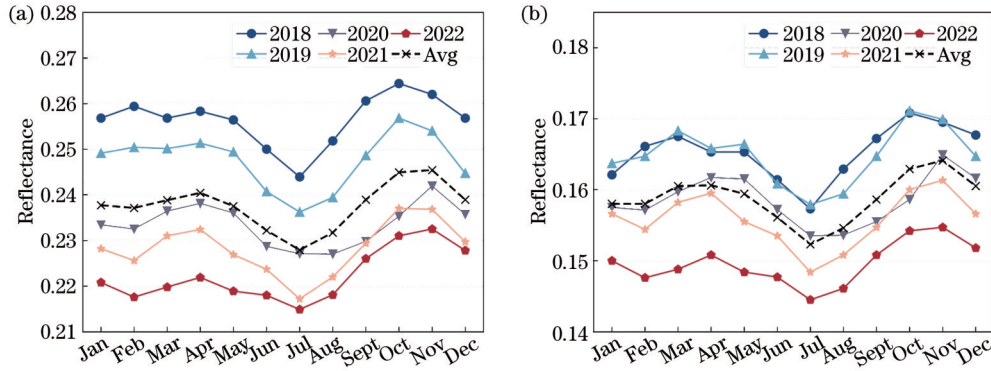 (a)
0.28
0.27
0.26
0.25
0.24
0.23
0.22
0.21
Reflectance
2018 2020 2022
2019 2021 Avg
Jan Feb Mar Apr May Jun Jul Aug Sept Oct Nov Dec
(b)
0.18
0.17
0.16
0.15
0.14
Reflectance
2018 2020 2022
2019 2021 Avg
Jan Feb Mar Apr May Jun Jul Aug Sept Oct Nov Dec